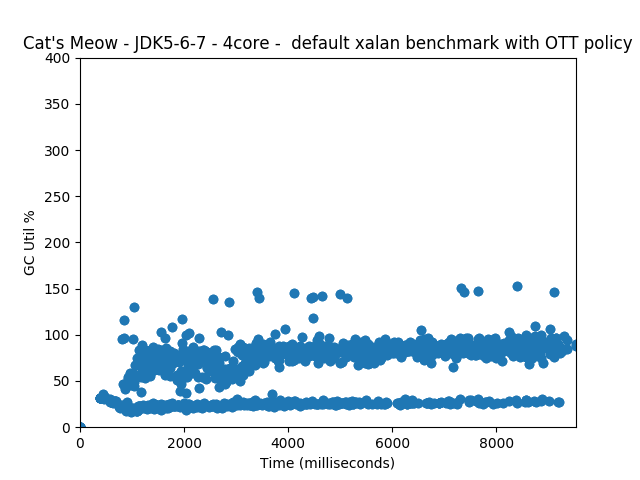 Cat's Meow - JDK5-6-7 - 4core -  default xalan benchmark with OTT policy
400
350
300
250
200
150
100
50
0
GC Util %
0 2000 4000 6000 8000
Time (milliseconds)